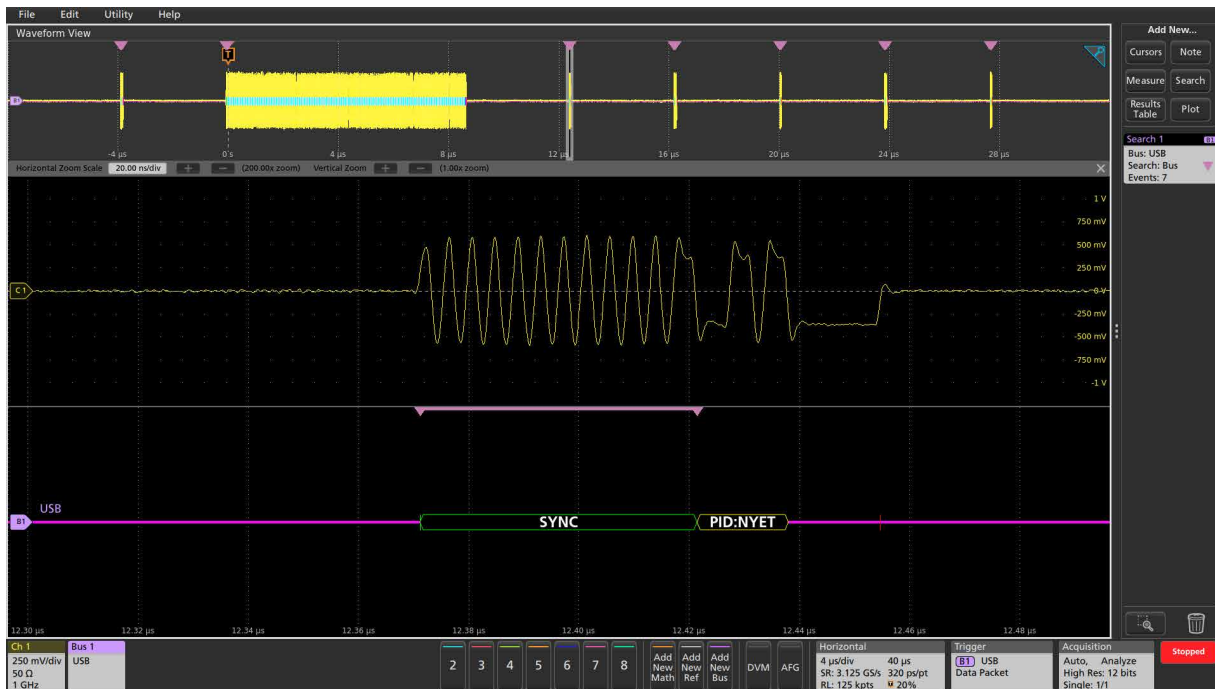 File Edit Utility Help
Waveform View
Add New...
Cursors Note
Measure Search
Results Table Plot
Search 1 B1
Bus: USB
Search: Bus
Events: 7
T
B1
-4 µs 0 s 4 µs 8 µs 12 µs 16 µs 20 µs 24 µs 28 µs
Horizontal Zoom Scale 20.00 ns/div + − (200.00x zoom) Vertical Zoom + − (1.00x zoom) ×
1 V
750 mV
500 mV
250 mV
C1 0 V
-250 mV
-500 mV
-750 mV
-1 V
USB
B1 SYNC PID:NYET
12.30 µs 12.32 µs 12.34 µs 12.36 µs 12.38 µs 12.40 µs 12.42 µs 12.44 µs 12.46 µs 12.48 µs
Ch 1
250 mV/div
50 Ω
1 GHz
Bus 1
USB
2 3 4 5 6 7 8
Add New Math
Add New Ref
Add New Bus
DVM AFG
Horizontal
4 µs/div 40 µs
SR: 3.125 GS/s 320 ps/pt
RL: 125 kpts 20%
Trigger
B1 USB
Data Packet
Acquisition
Auto, Analyze
High Res: 12 bits
Single: 1/1
Stopped